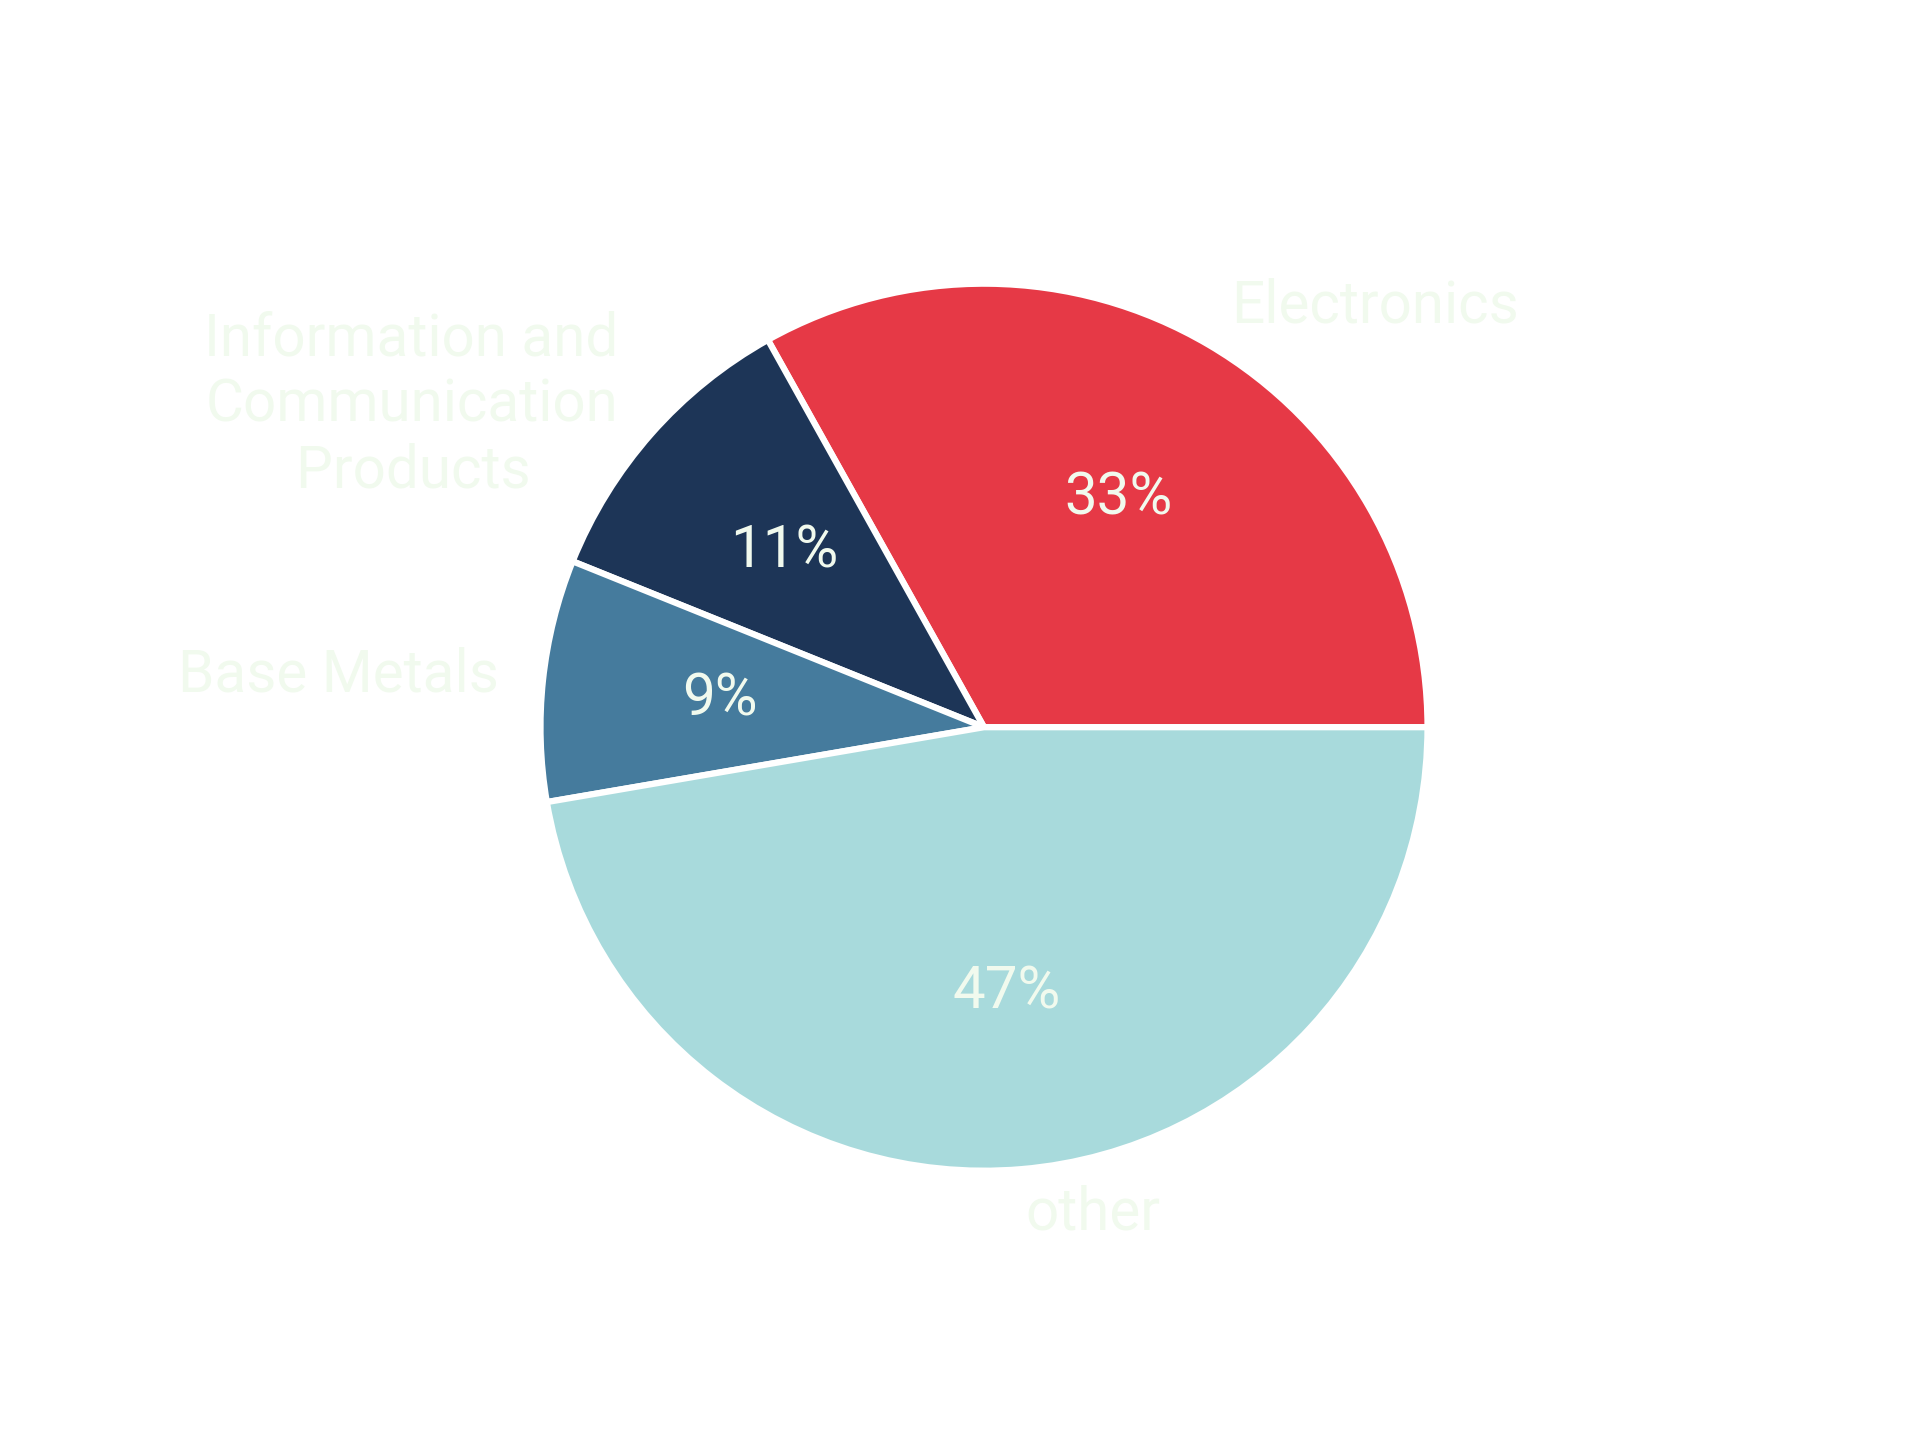 Electronics
33%
Information and
Communication
Products
11%
Base Metals
9%
47%
other